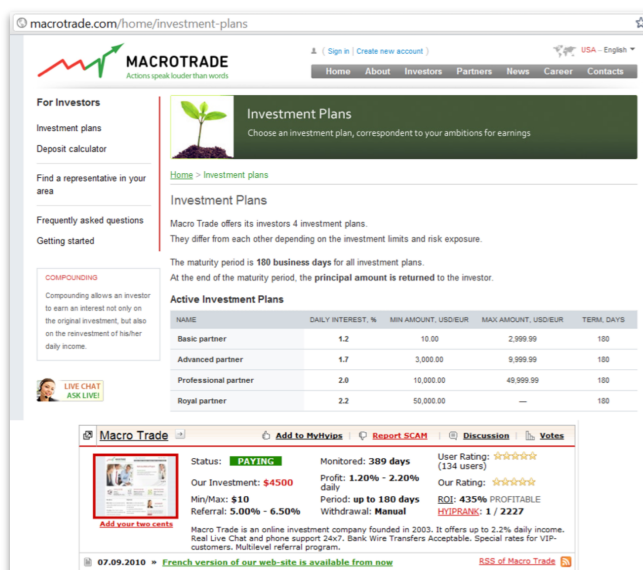 macrotrade.com/home/investment-plans
MACROTRADE
Actions speak louder than words
( Sign in | Create new account )
USA - English
Home About Investors Partners News Career Contacts
For Investors
Investment plans
Deposit calculator
Find a representative in your
area
Frequently asked questions
Getting started
COMPOUNDING
Compounding allows an investor
to earn an interest not only on
the original investment, but also
on the reinvestment of his/her
daily income.
LIVE CHAT
ASK LIVE!
Investment Plans
Choose an investment plan, correspondent to your ambitions for earnings
Home > Investment plans
Investment Plans
Macro Trade offers its investors 4 investment plans.
They differ from each other depending on the investment limits and risk exposure.
The maturity period is 180 business days for all investment plans.
At the end of the maturity period, the principal amount is returned to the investor.
Active Investment Plans
NAME DAILY INTEREST, % MIN AMOUNT, USD/EUR MAX AMOUNT, USD/EUR TERM, DAYS
Basic partner 1.2 10.00 2,999.99 180
Advanced partner 1.7 3,000.00 9,999.99 180
Professional partner 2.0 10,000.00 49,999.99 180
Royal partner 2.2 50,000.00 — 180
Macro Trade Add to MyHyips | Report SCAM | Discussion | Votes
Add your two cents
Status: PAYING Monitored: 389 days User Rating:
(134 users)
Our Investment: $4500 Profit: 1.20% - 2.20%
daily Our Rating:
Min/Max: $10 Period: up to 180 days ROI: 435% PROFITABLE
Referral: 5.00% - 6.50% Withdrawal: Manual HYIPRANK: 1 / 2227
Macro Trade is an online investment company founded in 2003. It offers up to 2.2% daily income.
Real Live Chat and phone support 24x7. Bank Wire Transfers Acceptable. Special rates for VIP-
customers. Multilevel referral program.
07.09.2010 » French version of our web-site is available from now RSS of Macro Trade